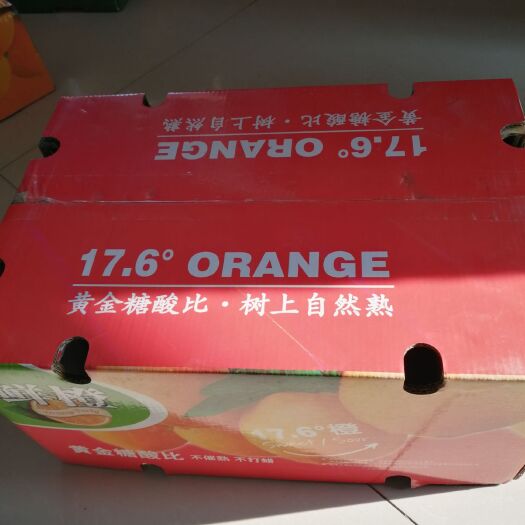 17.6° ORANGE
黄金糖酸比·树上自然熟
17.6° ORANGE
黄金糖酸比·树上自然熟
鲜橙
17.6°橙
黄金糖酸比 不催熟 不打蜡